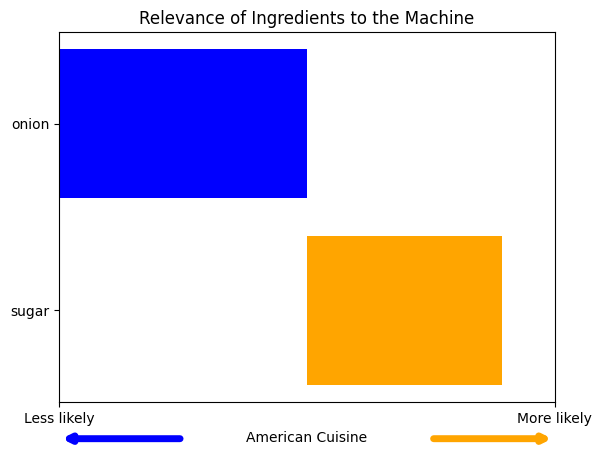 Relevance of Ingredients to the Machine
onion
sugar
Less likely
More likely
American Cuisine